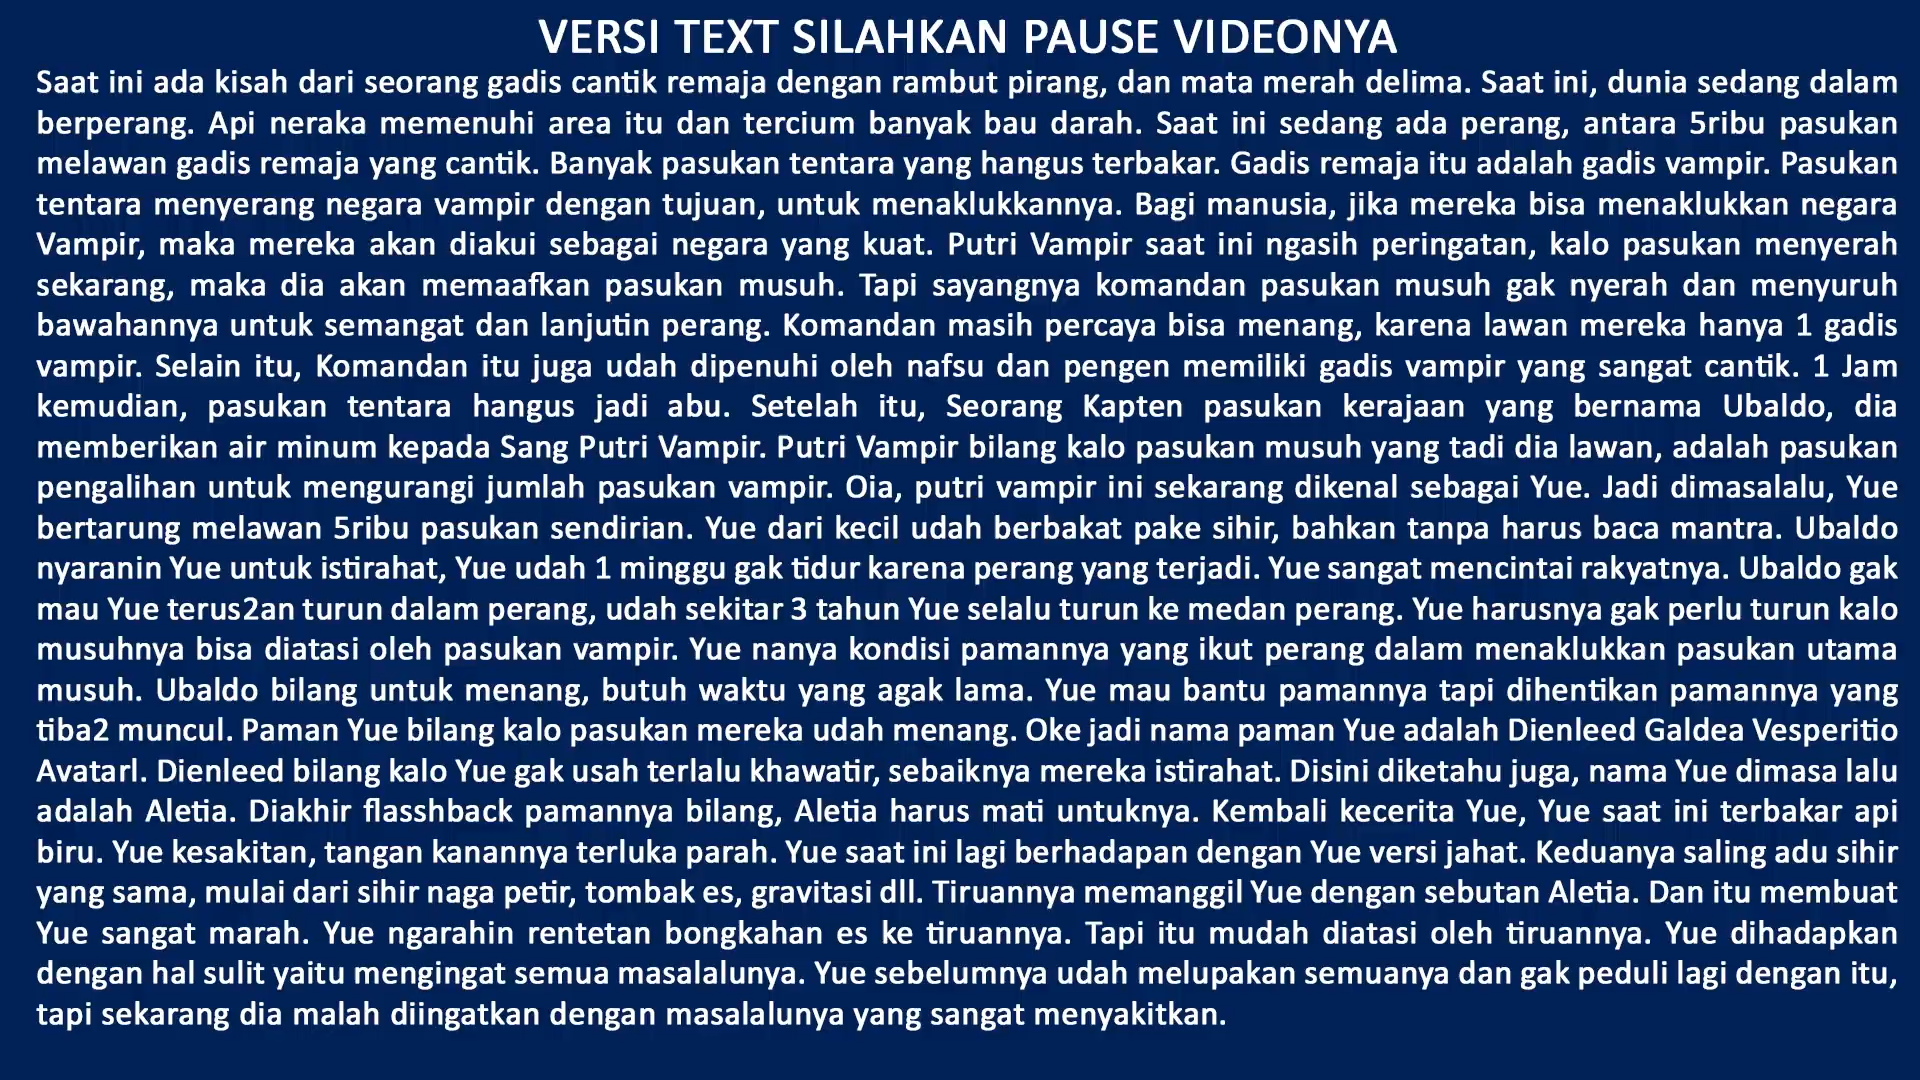 VERSI TEXT SILAHKAN PAUSE VIDEONYA
Saat ini ada kisah dari seorang gadis cantik remaja dengan rambut pirang, dan mata merah delima. Saat ini, dunia sedang dalam
berperang. Api neraka memenuhi area itu dan tercium banyak bau darah. Saat ini sedang ada perang, antara 5ribu pasukan
melawan gadis remaja yang cantik. Banyak pasukan tentara yang hangus terbakar. Gadis remaja itu adalah gadis vampir. Pasukan
tentara menyerang negara vampir dengan tujuan, untuk menaklukkannya. Bagi manusia, jika mereka bisa menaklukkan negara
Vampir, maka mereka akan diakui sebagai negara yang kuat. Putri Vampir saat ini ngasih peringatan, kalo pasukan menyerah
sekarang, maka dia akan memaafkan pasukan musuh. Tapi sayangnya komandan pasukan musuh gak nyerah dan menyuruh
bawahannya untuk semangat dan lanjutin perang. Komandan masih percaya bisa menang, karena lawan mereka hanya 1 gadis
vampir. Selain itu, Komandan itu juga udah dipenuhi oleh nafsu dan pengen memiliki gadis vampir yang sangat cantik. 1 Jam
kemudian, pasukan tentara hangus jadi abu. Setelah itu, Seorang Kapten pasukan kerajaan yang bernama Ubaldo, dia
memberikan air minum kepada Sang Putri Vampir. Putri Vampir bilang kalo pasukan musuh yang tadi dia lawan, adalah pasukan
pengalihan untuk mengurangi jumlah pasukan vampir. Oia, putri vampir ini sekarang dikenal sebagai Yue. Jadi dimasalalu, Yue
bertarung melawan 5ribu pasukan sendirian. Yue dari kecil udah berbakat pake sihir, bahkan tanpa harus baca mantra. Ubaldo
nyaranin Yue untuk istirahat, Yue udah 1 minggu gak tidur karena perang yang terjadi. Yue sangat mencintai rakyatnya. Ubaldo gak
mau Yue terus2an turun dalam perang, udah sekitar 3 tahun Yue selalu turun ke medan perang. Yue harusnya gak perlu turun kalo
musuhnya bisa diatasi oleh pasukan vampir. Yue nanya kondisi pamannya yang ikut perang dalam menaklukkan pasukan utama
musuh. Ubaldo bilang untuk menang, butuh waktu yang agak lama. Yue mau bantu pamannya tapi dihentikan pamannya yang
tiba2 muncul. Paman Yue bilang kalo pasukan mereka udah menang. Oke jadi nama paman Yue adalah Dienleed Galdea Vesperitio
Avatarl. Dienleed bilang kalo Yue gak usah terlalu khawatir, sebaiknya mereka istirahat. Disini diketahu juga, nama Yue dimasa lalu
adalah Aletia. Diakhir flasshback pamannya bilang, Aletia harus mati untuknya. Kembali kecerita Yue, Yue saat ini terbakar api
biru. Yue kesakitan, tangan kanannya terluka parah. Yue saat ini lagi berhadapan dengan Yue versi jahat. Keduanya saling adu sihir
yang sama, mulai dari sihir naga petir, tombak es, gravitasi dll. Tiruannya memanggil Yue dengan sebutan Aletia. Dan itu membuat
Yue sangat marah. Yue ngarahin rentetan bongkahan es ke tiruannya. Tapi itu mudah diatasi oleh tiruannya. Yue dihadapkan
dengan hal sulit yaitu mengingat semua masalalunya. Yue sebelumnya udah melupakan semuanya dan gak peduli lagi dengan itu,
tapi sekarang dia malah diingatkan dengan masalalunya yang sangat menyakitkan.